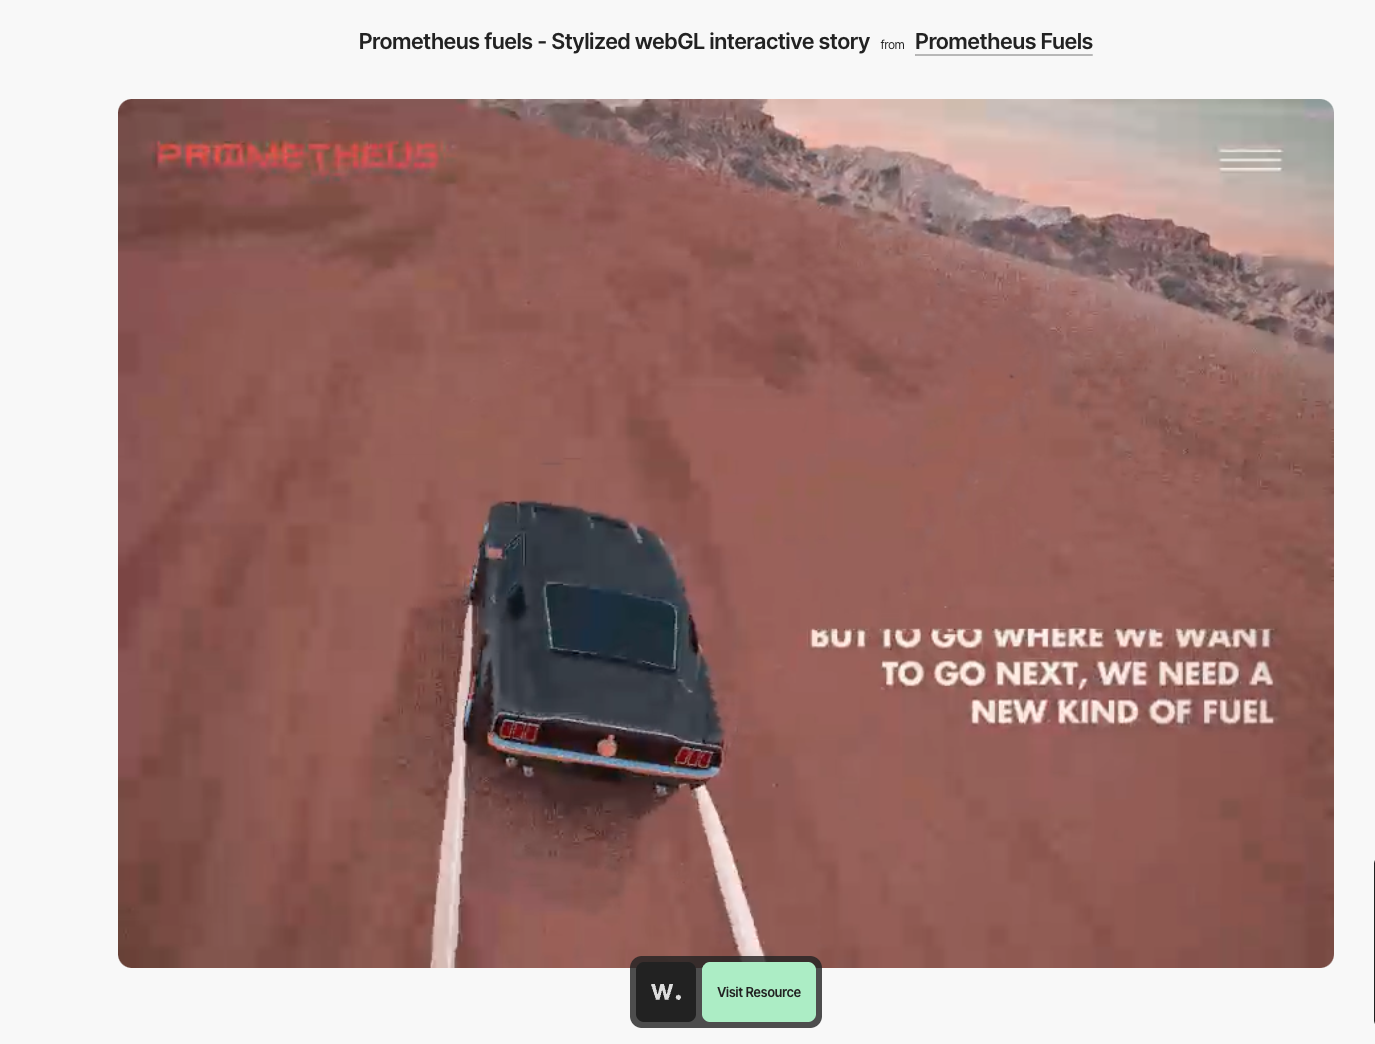 Prometheus fuels - Stylized webGL interactive story from Prometheus Fuels
PROMETHEUS
BUT TO GO WHERE WE WANT
TO GO NEXT, WE NEED A
NEW KIND OF FUEL
W. Visit Resource